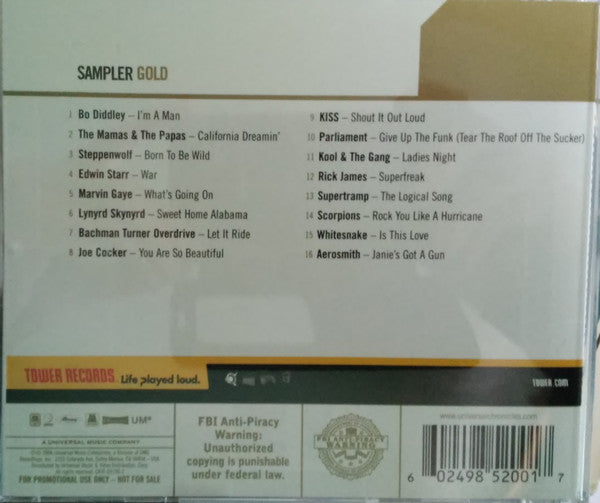 SAMPLER GOLD
1 Bo Diddley – I'm A Man
2 The Mamas & The Papas – California Dreamin'
3 Steppenwolf – Born To Be Wild
4 Edwin Starr – War
5 Marvin Gaye – What's Going On
6 Lynyrd Skynyrd – Sweet Home Alabama
7 Bachman Turner Overdrive – Let It Ride
8 Joe Cocker – You Are So Beautiful
9 KISS – Shout It Out Loud
10 Parliament – Give Up The Funk (Tear The Roof Off The Sucker)
11 Kool & The Gang – Ladies Night
12 Rick James – Superfreak
13 Supertramp – The Logical Song
14 Scorpions – Rock You Like A Hurricane
15 Whitesnake – Is This Love
16 Aerosmith – Janie's Got A Gun
TOWER RECORDS. Life played loud.
TOWER.COM
UMe
A UNIVERSAL MUSIC COMPANY
FOR PROMOTIONAL USE ONLY – NOT FOR SALE
FBI Anti-Piracy
Warning:
Unauthorized
copying is punishable
under federal law.
FBI ANTI-PIRACY
WARNING
www.universalchronicles.com
6 02498 52001 7